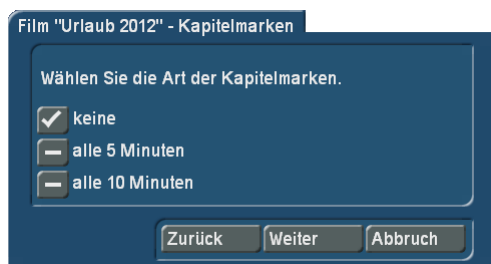 Film "Urlaub 2012" - Kapitelmarken
Wählen Sie die Art der Kapitelmarken.
keine
alle 5 Minuten
alle 10 Minuten
Zurück Weiter Abbruch